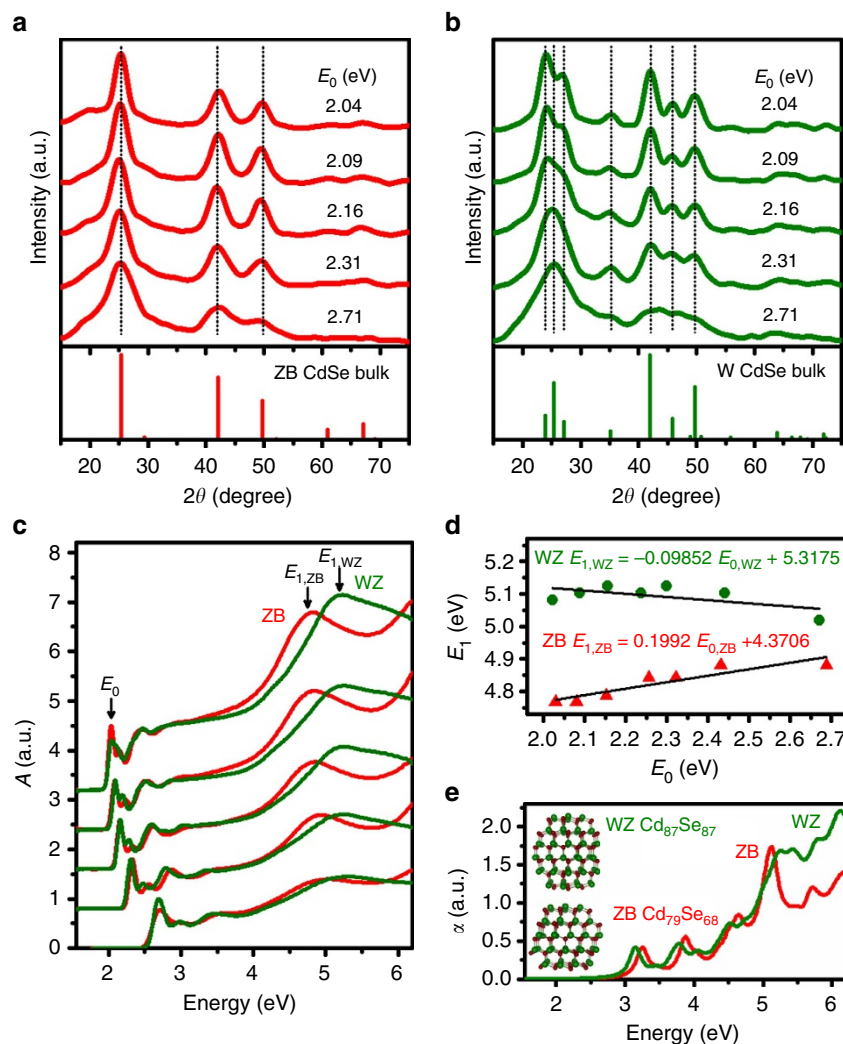 a
E0 (eV)
2.04
2.09
2.16
2.31
2.71
Intensity (a.u.)
ZB CdSe bulk
20 30 40 50 60 70
2θ (degree)
b
E0 (eV)
2.04
2.09
2.16
2.31
2.71
Intensity (a.u.)
W CdSe bulk
20 30 40 50 60 70
2θ (degree)
c
8
7
6
5
4
3
2
1
0
A (a.u.)
E1,WZ
E1,ZB
WZ
ZB
E0
2 3 4 5 6
Energy (eV)
d
5.2
5.1
5.0
4.9
4.8
E1 (eV)
WZ E1,WZ = –0.09852 E0,WZ + 5.3175
ZB E1,ZB = 0.1992 E0,ZB +4.3706
2.0 2.1 2.2 2.3 2.4 2.5 2.6 2.7
E0 (eV)
e
2.0
1.5
1.0
0.5
0.0
α (a.u.)
WZ Cd87Se87
WZ
ZB
ZB Cd79Se68
2 3 4 5 6
Energy (eV)